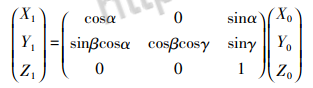 X₁ cosα 0 sinα X₀
Y₁ = sinβcosα cosβcosγ sinγ Y₀
Z₁ 0 0 1 Z₀